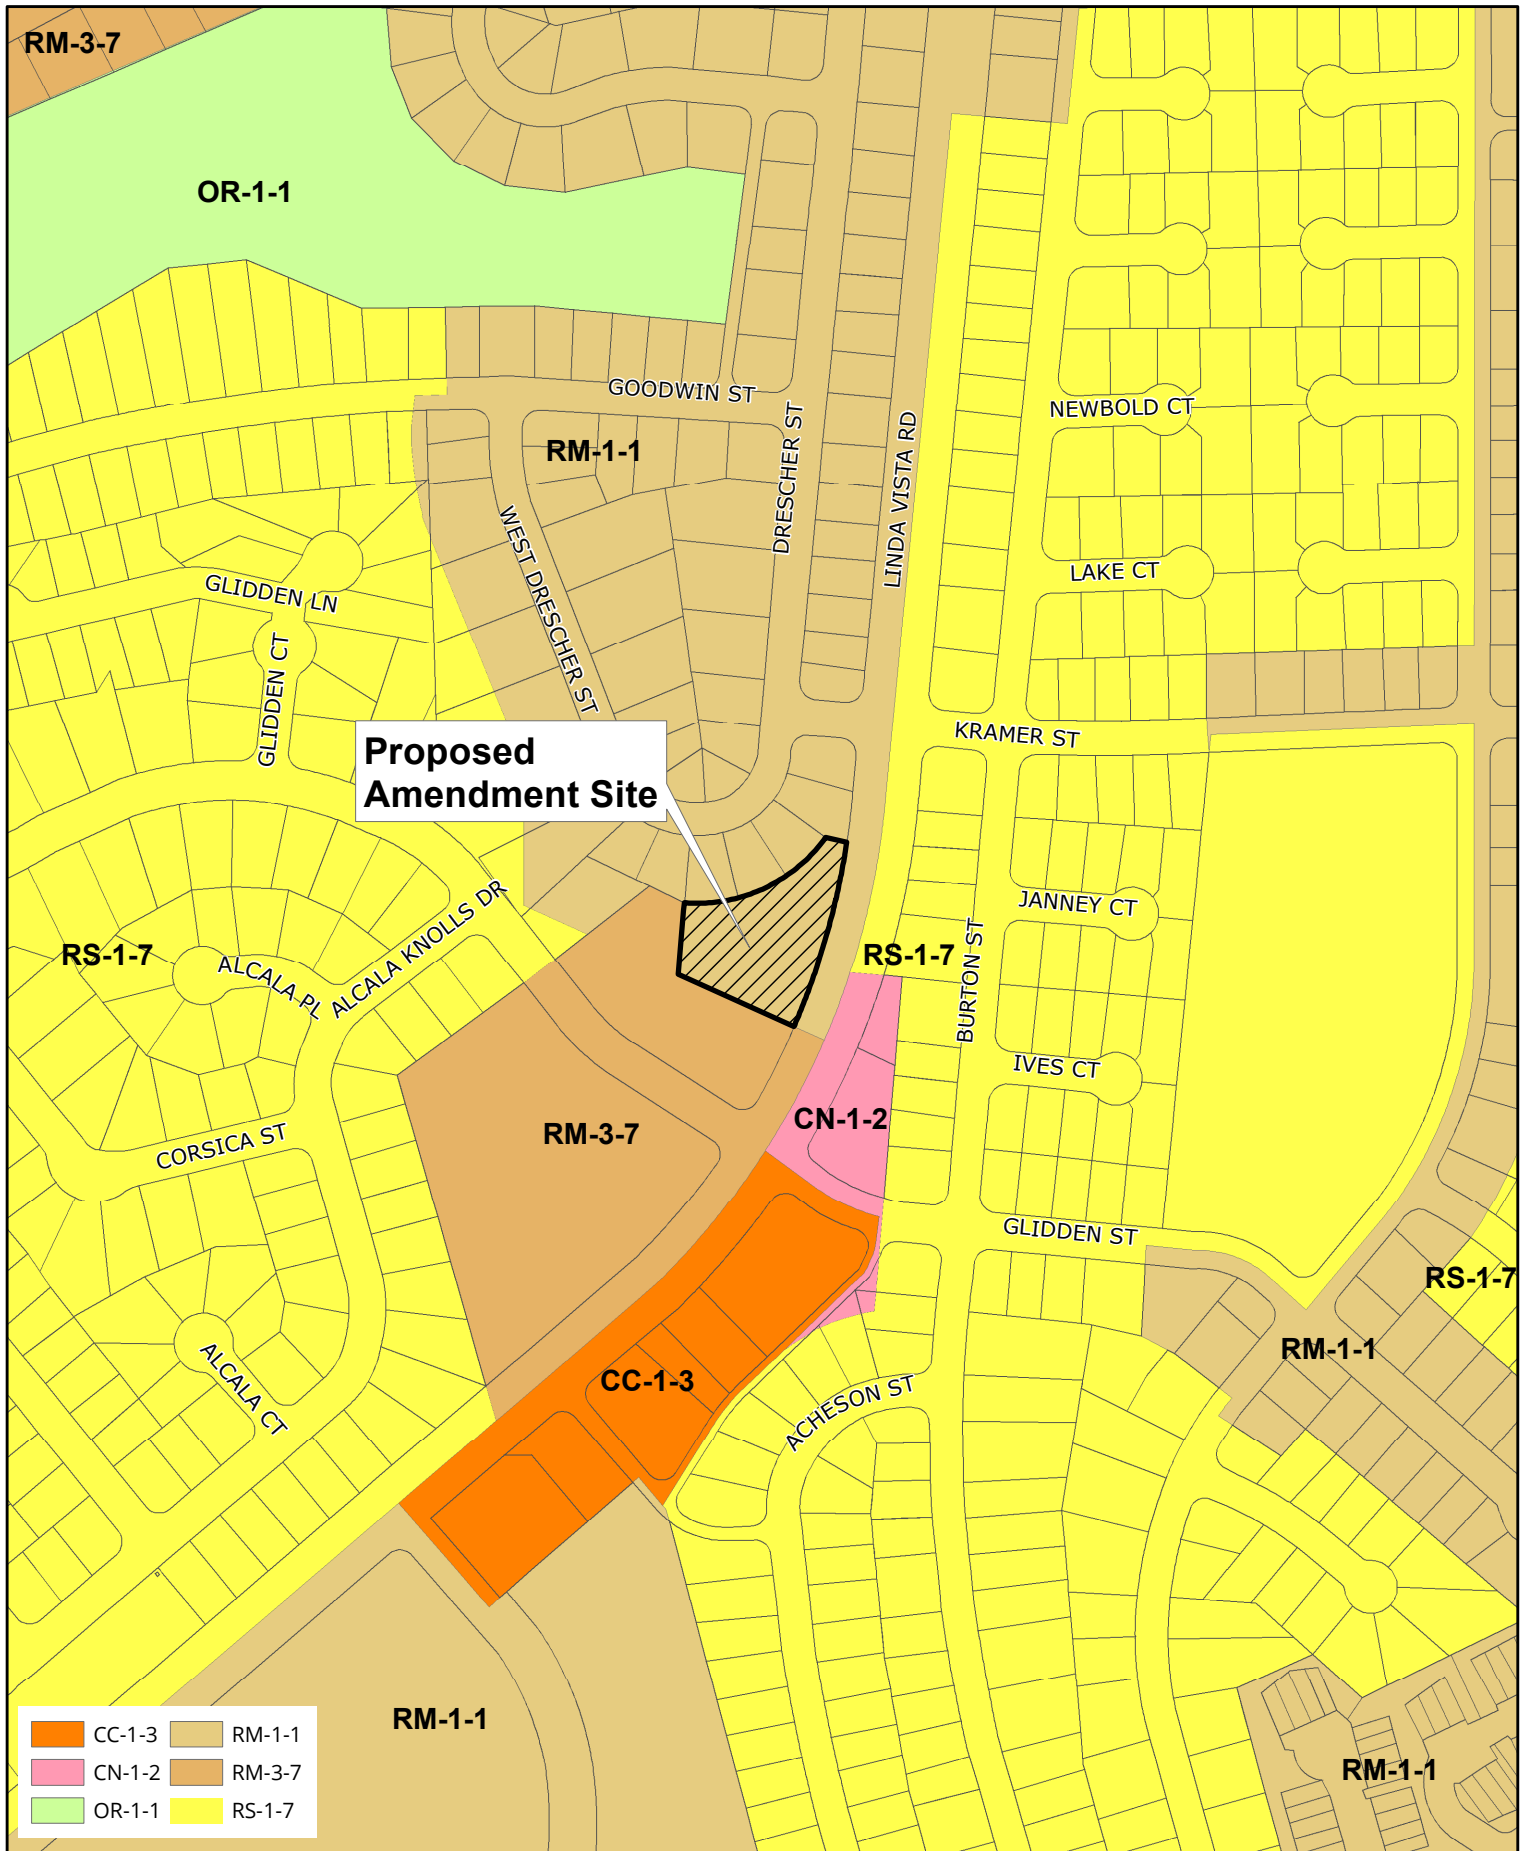 RM-3-7
OR-1-1
GOODWIN ST
RM-1-1
DRESCHER ST
LINDA VISTA RD
NEWBOLD CT
WEST DRESCHER ST
LAKE CT
GLIDDEN LN
GLIDDEN CT
KRAMER ST
Proposed
Amendment Site
JANNEY CT
ALCALA KNOLLS DR
RS-1-7
ALCALA PL
RS-1-7
BURTON ST
IVES CT
CN-1-2
RM-3-7
CORSICA ST
GLIDDEN ST
RS-1-7
RM-1-1
ALCALA CT
CC-1-3
ACHESON ST
RM-1-1
RM-1-1
CC-1-3
RM-1-1
CN-1-2
RM-3-7
OR-1-1
RS-1-7